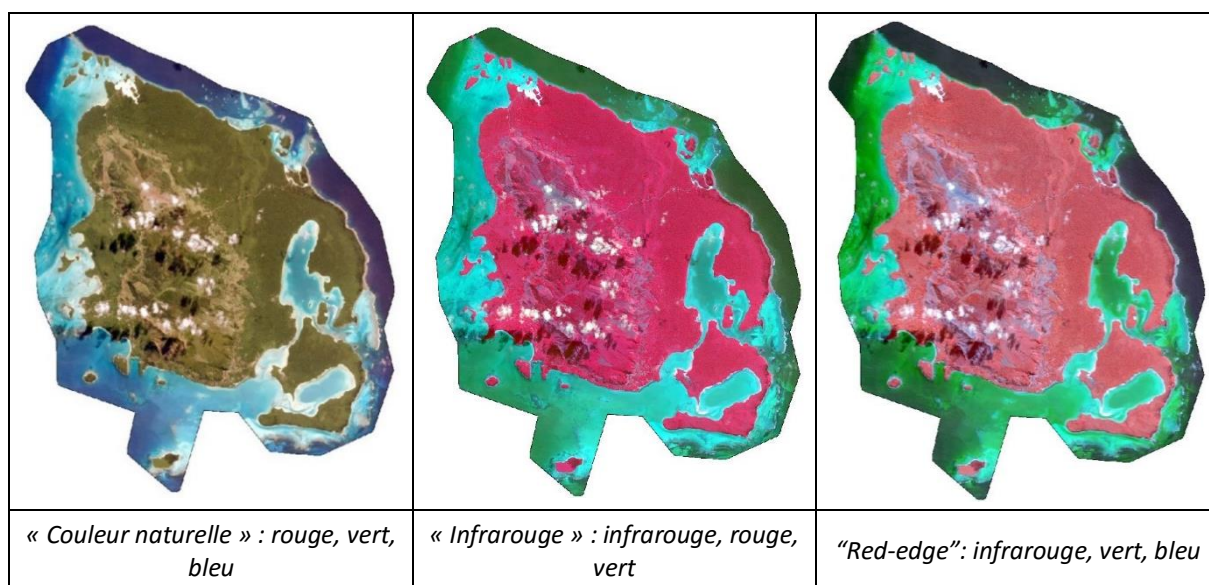 « Couleur naturelle » : rouge, vert,
bleu
« Infrarouge » : infrarouge, rouge,
vert
“Red-edge”: infrarouge, vert, bleu